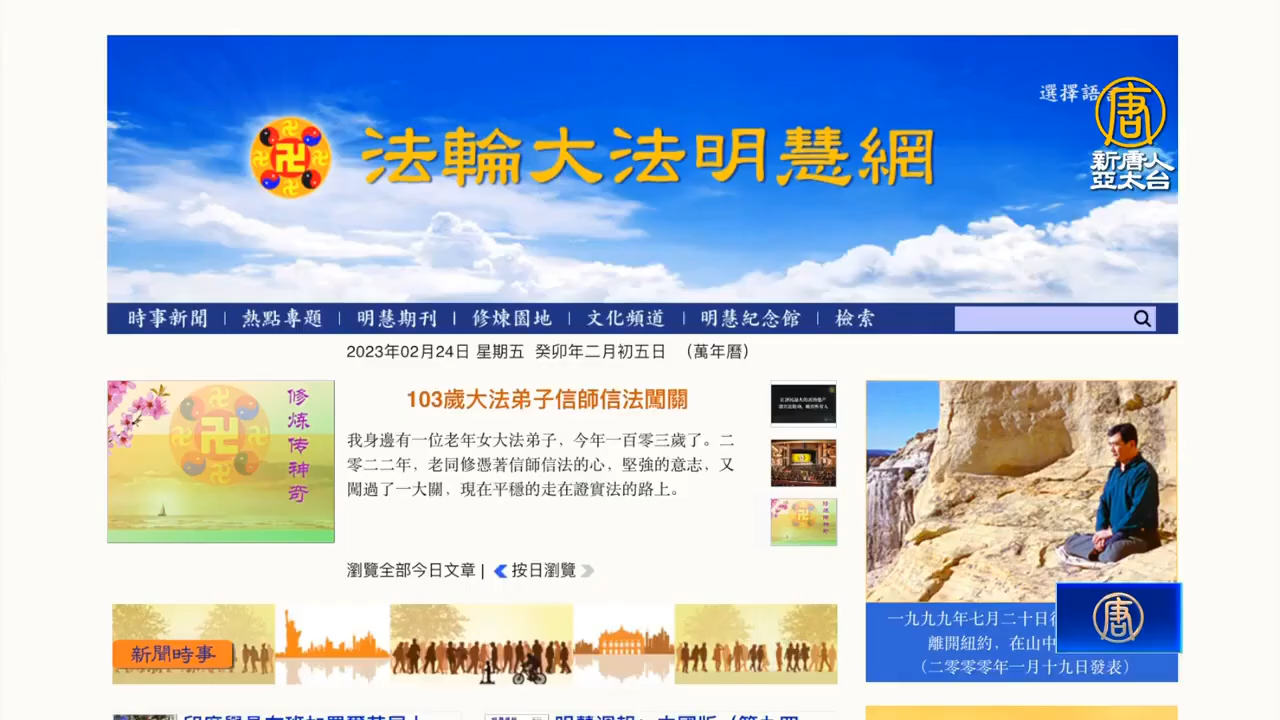 選擇語言
唐
新唐人
亞太台
法輪大法明慧網
時事新聞 | 熱點專題 | 明慧期刊 | 修煉園地 | 文化頻道 | 明慧紀念館 | 檢索
2023年02月24日 星期五 癸卯年二月初五日 (萬年曆)
修炼传神奇
103歲大法弟子信師信法闖關
我身邊有一位老年女大法弟子，今年一百零三歲了。二
零二二年，老同修憑著信師信法的心，堅強的意志，又
闖過了一大關，現在平穩的走在證實法的路上。
瀏覽全部今日文章 | 按日瀏覽
新聞時事
一九九九年七月二十日
離開紐約，在山中
（二零零零年一月十九日發表）
唐